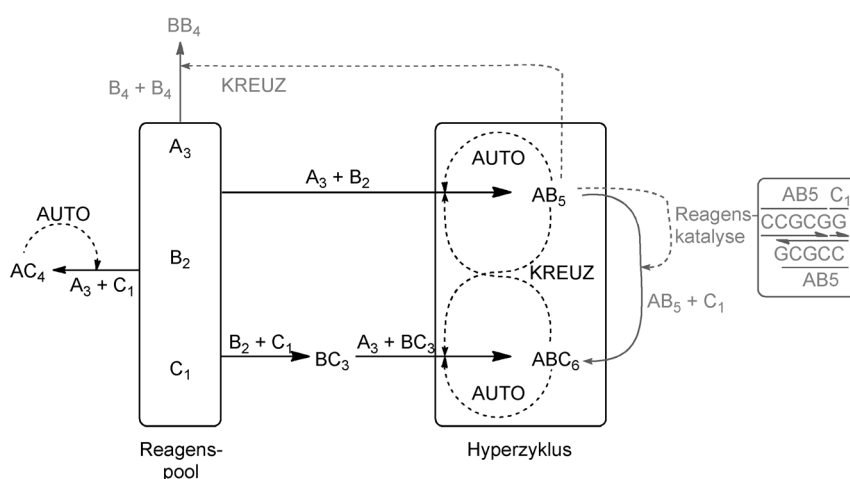 BB₄
B₄ + B₄
KREUZ
A₃
AUTO
A₃ + B₂
AUTO
AB₅
AB5 C₁
Reagens-
katalyse
CCGCGG
GCGCC
AB5
B₂
AC₄
A₃ + C₁
KREUZ
AB₅ + C₁
B₂ + C₁
BC₃
A₃ + BC₃
ABC₆
C₁
AUTO
Reagens-
pool
Hyperzyklus